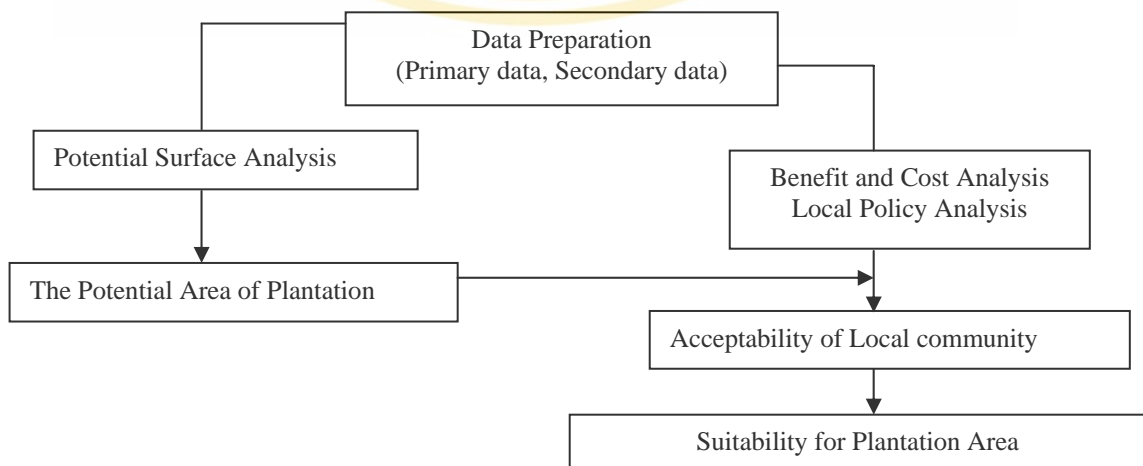 Data Preparation
(Primary data, Secondary data)
Potential Surface Analysis
Benefit and Cost Analysis
Local Policy Analysis
The Potential Area of Plantation
Acceptability of Local community
Suitability for Plantation Area